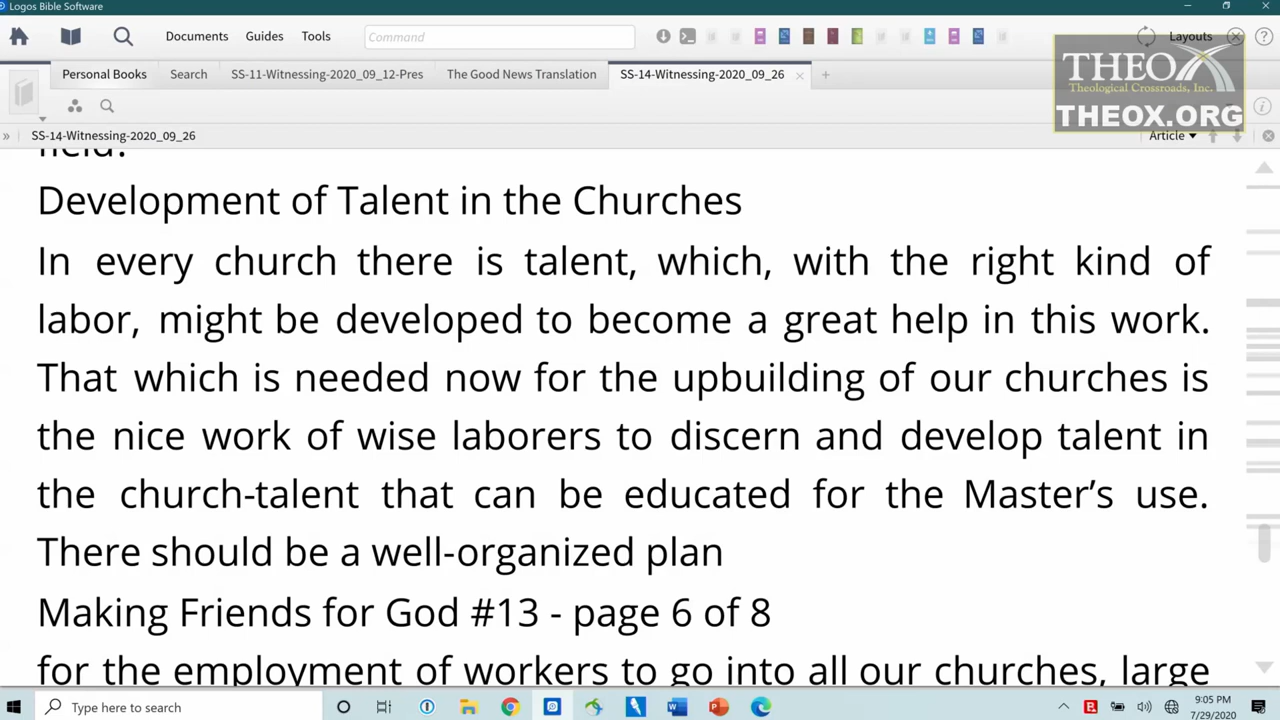 Logos Bible Software
Documents Guides Tools Command Layouts
THEOX
Theological Crossroads, Inc.
THEOX.ORG
Personal Books Search SS-11-Witnessing-2020_09_12-Pres The Good News Translation SS-14-Witnessing-2020_09_26
SS-14-Witnessing-2020_09_26 Article
field?
Development of Talent in the Churches
In every church there is talent, which, with the right kind of
labor, might be developed to become a great help in this work.
That which is needed now for the upbuilding of our churches is
the nice work of wise laborers to discern and develop talent in
the church-talent that can be educated for the Master’s use.
There should be a well-organized plan
Making Friends for God #13 - page 6 of 8
for the employment of workers to go into all our churches, large
Type here to search
9:05 PM
7/29/2020